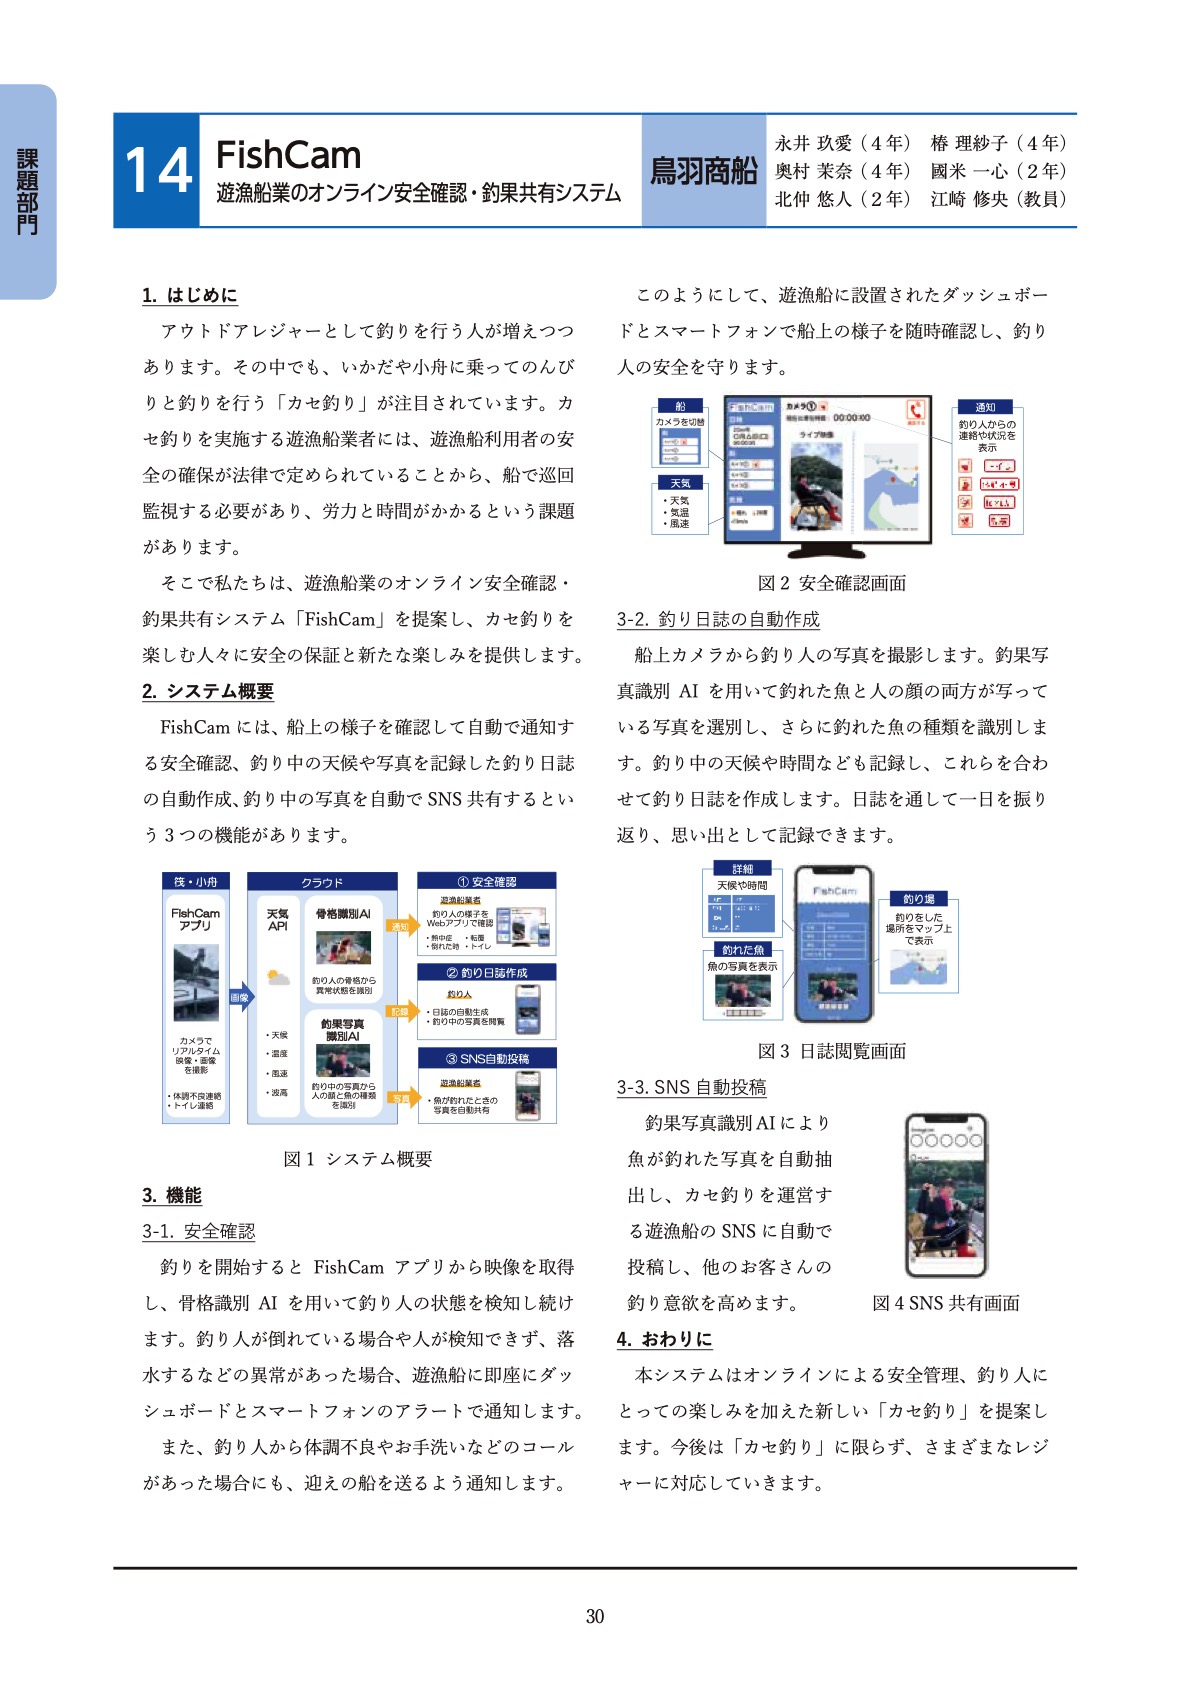 課題部門
14
FishCam
遊漁船業のオンライン安全確認・釣果共有システム
鳥羽商船
永井 玖愛（４年） 椿 理紗子（４年）
奥村 茉奈（４年） 國米 一心（２年）
北仲 悠人（２年） 江崎 修央（教員）
1. はじめに
アウトドアレジャーとして釣りを行う人が増えつつ
あります。その中でも、いかだや小舟に乗ってのんび
りと釣りを行う「カセ釣り」が注目されています。カ
セ釣りを実施する遊漁船業者には、遊漁船利用者の安
全の確保が法律で定められていることから、船で巡回
監視する必要があり、労力と時間がかかるという課題
があります。
そこで私たちは、遊漁船業のオンライン安全確認・
釣果共有システム「FishCam」を提案し、カセ釣りを
楽しむ人々に安全の保証と新たな楽しみを提供します。
2. システム概要
FishCam には、船上の様子を確認して自動で通知す
る安全確認、釣り中の天候や写真を記録した釣り日誌
の自動作成、釣り中の写真を自動で SNS 共有するとい
う３つの機能があります。
筏・小舟
FishCam
アプリ
カメラで
リアルタイム
映像・画像
を撮影
・体調不良連絡
・トイレ連絡
画像
クラウド
天気
API
・天候
・温度
・風速
・波高
骨格識別AI
釣り人の骨格から
異常状態を識別
釣果写真
識別AI
釣り中の写真から
人の顔と魚の種類
を識別
通知
記録
写真
① 安全確認
遊漁船業者
釣り人の様子を
Webアプリで確認
・熱中症 ・転覆
・倒れた時 ・トイレ
② 釣り日誌作成
釣り人
・日誌の自動生成
・釣り中の写真を閲覧
③ SNS自動投稿
遊漁船業者
・魚が釣れたときの
写真を自動共有
図１ システム概要
3. 機能
3-1. 安全確認
釣りを開始すると FishCam アプリから映像を取得
し、骨格識別 AI を用いて釣り人の状態を検知し続け
ます。釣り人が倒れている場合や人が検知できず、落
水するなどの異常があった場合、遊漁船に即座にダッ
シュボードとスマートフォンのアラートで通知します。
また、釣り人から体調不良やお手洗いなどのコール
があった場合にも、迎えの船を送るよう通知します。
このようにして、遊漁船に設置されたダッシュボー
ドとスマートフォンで船上の様子を随時確認し、釣り
人の安全を守ります。
船
カメラを切替
天気
・天気
・気温
・風速
FishCam
カメラ①
00:00:00
ライブ映像
通知
釣り人からの
連絡や状況を
表示
図２ 安全確認画面
3-2. 釣り日誌の自動作成
船上カメラから釣り人の写真を撮影します。釣果写
真識別 AI を用いて釣れた魚と人の顔の両方が写って
いる写真を選別し、さらに釣れた魚の種類を識別しま
す。釣り中の天候や時間なども記録し、これらを合わ
せて釣り日誌を作成します。日誌を通して一日を振り
返り、思い出として記録できます。
詳細
天候や時間
釣れた魚
魚の写真を表示
FishCam
釣り場
釣りをした
場所をマップ上
で表示
図３ 日誌閲覧画面
3-3. SNS 自動投稿
釣果写真識別 AI により
魚が釣れた写真を自動抽
出し、カセ釣りを運営す
る遊漁船の SNS に自動で
投稿し、他のお客さんの
釣り意欲を高めます。
図４ SNS 共有画面
4. おわりに
本システムはオンラインによる安全管理、釣り人に
とっての楽しみを加えた新しい「カセ釣り」を提案し
ます。今後は「カセ釣り」に限らず、さまざまなレジ
ャーに対応していきます。
30